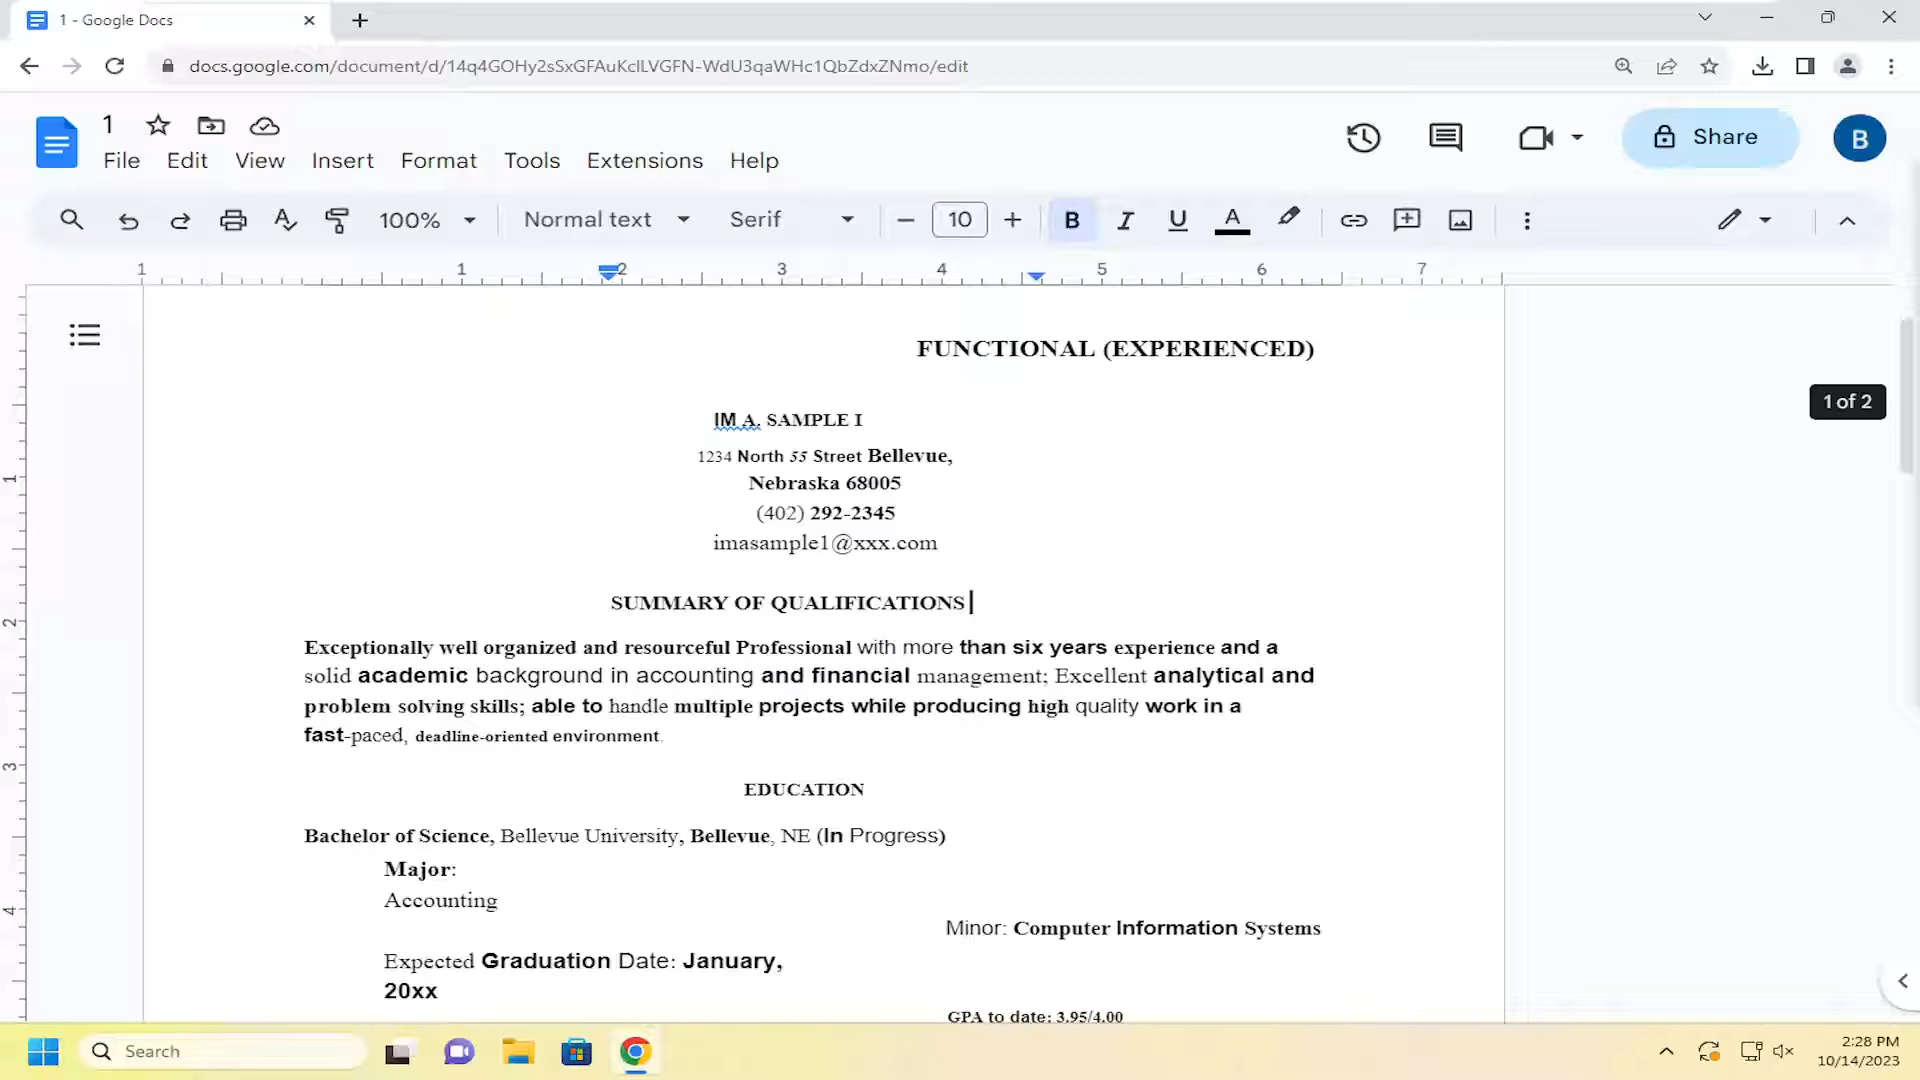 1 - Google Docs
docs.google.com/document/d/14q4GOHy2sSxGFAuKclLVGFN-WdU3qaWHc1QbZdxZNmo/edit
1
File Edit View Insert Format Tools Extensions Help
Share
B
100% Normal text Serif 10 B I U A
1 1 2 3 4 5 6 7
FUNCTIONAL (EXPERIENCED)
1 of 2
IM A. SAMPLE I
1234 North 55 Street Bellevue,
Nebraska 68005
(402) 292-2345
imasample1@xxx.com
SUMMARY OF QUALIFICATIONS
Exceptionally well organized and resourceful Professional with more than six years experience and a
solid academic background in accounting and financial management; Excellent analytical and
problem solving skills; able to handle multiple projects while producing high quality work in a
fast-paced, deadline-oriented environment.
EDUCATION
Bachelor of Science, Bellevue University, Bellevue, NE (In Progress)
Major:
Accounting
Minor: Computer Information Systems
Expected Graduation Date: January,
20xx
GPA to date: 3.95/4.00
1
2
3
4
Search
2:28 PM
10/14/2023